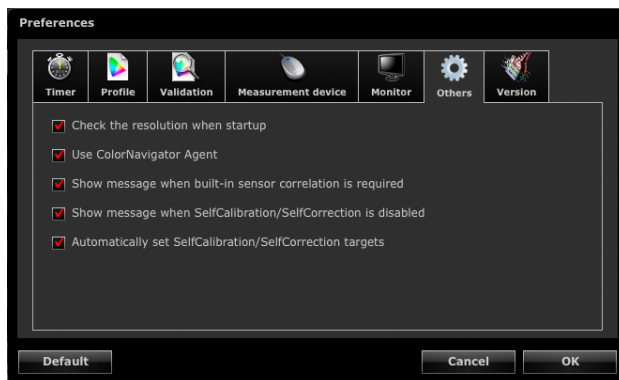 Preferences
Timer
Profile
Validation
Measurement device
Monitor
Others
Version
Check the resolution when startup
Use ColorNavigator Agent
Show message when built-in sensor correlation is required
Show message when SelfCalibration/SelfCorrection is disabled
Automatically set SelfCalibration/SelfCorrection targets
Default
Cancel
OK